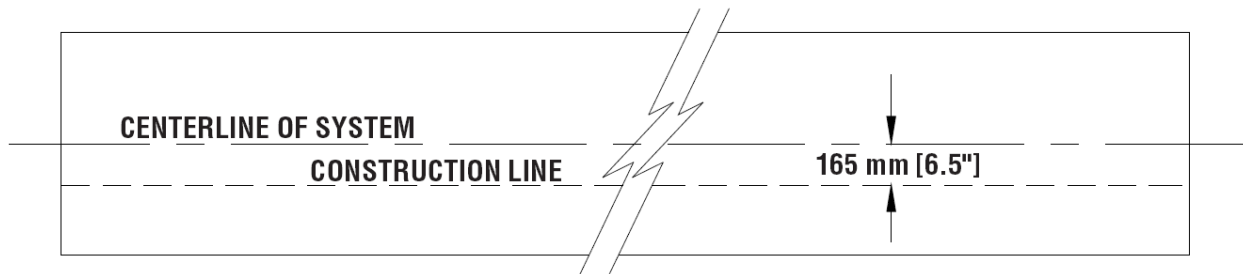 CENTERLINE OF SYSTEM
CONSTRUCTION LINE
165 mm [6.5"]